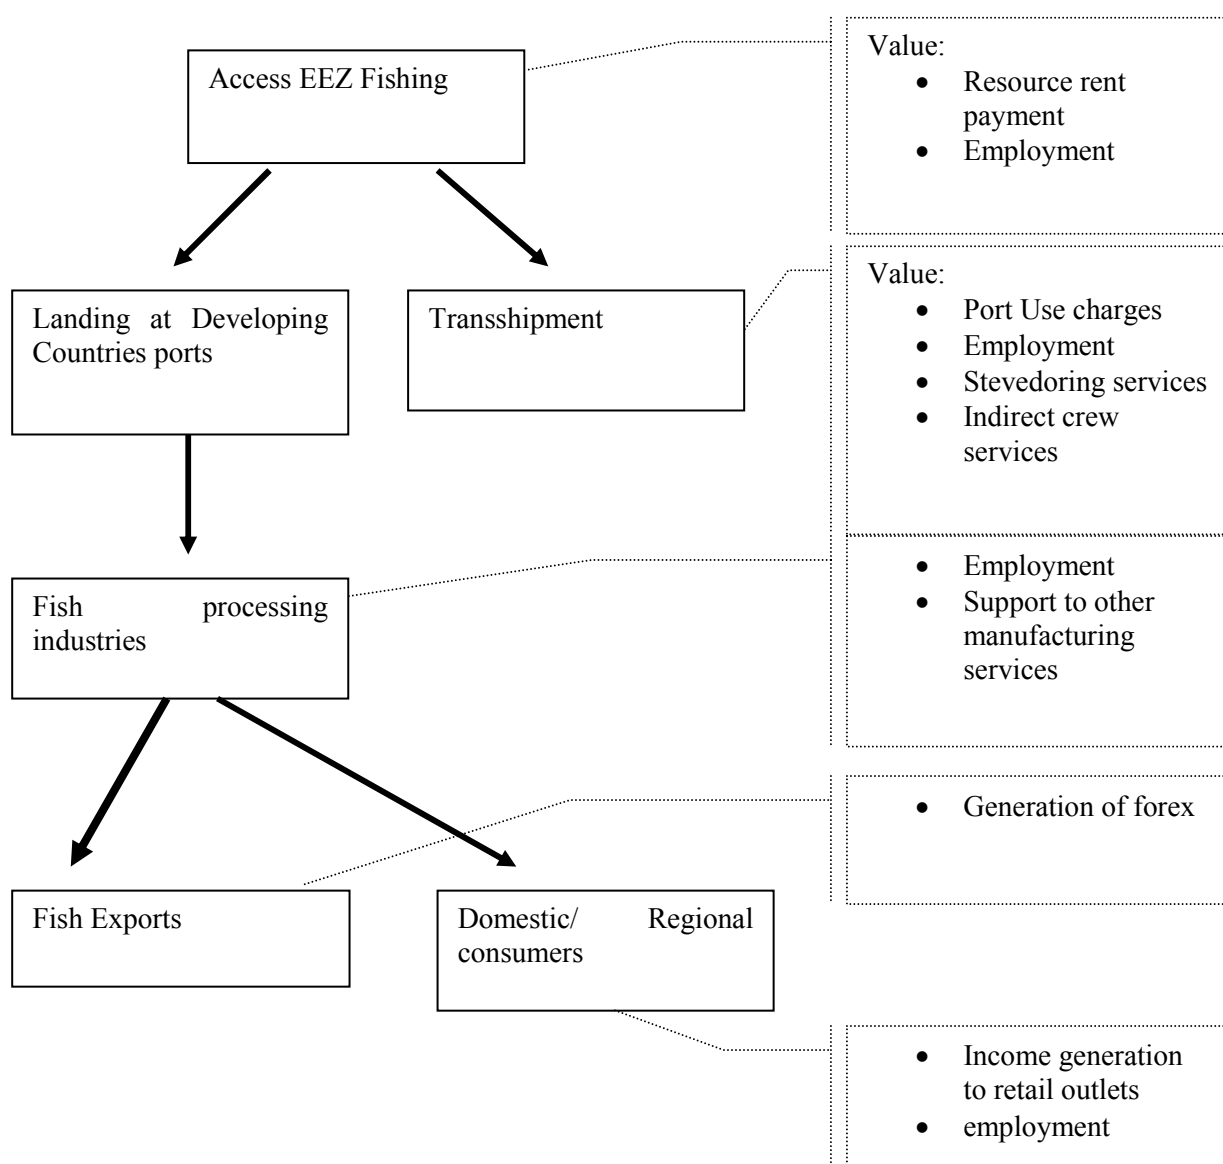 Access EEZ Fishing
Value:
• Resource rent
payment
• Employment
Landing at Developing
Countries ports
Transshipment
Value:
• Port Use charges
• Employment
• Stevedoring services
• Indirect crew
services
Fish processing
industries
• Employment
• Support to other
manufacturing
services
• Generation of forex
Fish Exports
Domestic/ Regional
consumers
• Income generation
to retail outlets
• employment